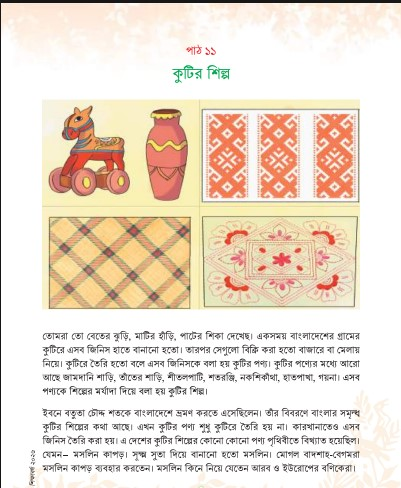 পাঠ ১১
কুটির শিল্প
তোমরা তো বেতের ঝুড়ি, মাটির হাঁড়ি, পাটের শিকা দেখেছ। একসময় বাংলাদেশের গ্রামের
কুটিরে এসব জিনিস হাতে বানানো হতো। তারপর সেগুলো বিক্রি করা হতো বাজারে বা মেলায়
নিয়ে। কুটিরে তৈরি হতো বলে এসব জিনিসকে বলা হয় কুটির পণ্য। কুটির পণ্যের মধ্যে আরো
আছে জামদানি শাড়ি, তাঁতের শাড়ি, শীতলপাটি, শতরঞ্জি, নকশিকাঁথা, হাতপাখা, গয়না। এসব
পণ্যকে শিল্পের মর্যাদা দিয়ে বলা হয় কুটির শিল্প।
ইবনে বতুতা চৌদ্দ শতকে বাংলাদেশে ভ্রমণ করতে এসেছিলেন। তাঁর বিবরণে বাংলার সমৃদ্ধ
কুটির শিল্পের কথা আছে। এখন কুটির পণ্য শুধু কুটিরে তৈরি হয় না। কারখানাতেও এসব
জিনিস তৈরি করা হয়। এ দেশের কুটির শিল্পের কোনো কোনো পণ্য পৃথিবীতে বিখ্যাত হয়েছিল।
যেমন– মসলিন কাপড়। সূক্ষ্ম সুতা দিয়ে বানানো হতো মসলিন। মোগল বাদশাহ-বেগমরা
মসলিন কাপড় ব্যবহার করতেন। মসলিন কিনে নিয়ে যেতেন আরব ও ইউরোপের বণিকেরা।
শিক্ষাবর্ষ ২০২৬